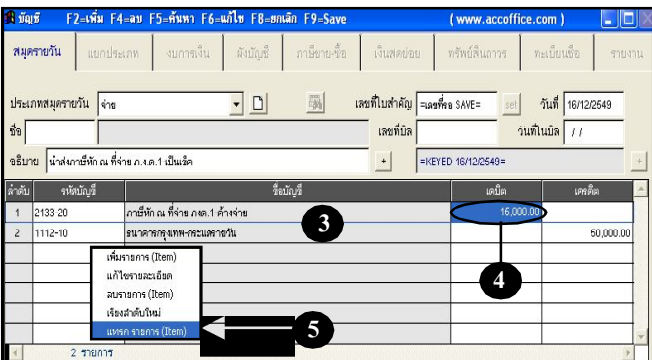 บัญชี F2=เพิ่ม F4=ลบ F5=ค้นหา F6=แก้ไข F8=ยกเลิก F9=Save ( www.accoffice.com )
สมุดรายวัน แยกประเภท งบการเงิน ผังบัญชี ภาษีขาย-ซื้อ เงินสดย่อย ทรัพย์สินถาวร ทะเบียนชื่อ รายงาน
ประเภทสมุดรายวัน จ่าย เลขที่ใบสำคัญ =เลขที่รอ SAVE= set วันที่ 16/12/2549
ชื่อ เลขที่บิล วันที่ในบิล / /
อธิบาย นำส่งภาษีหัก ณ ที่จ่าย ภ.ง.ด.1 เป็นเช็ค + =KEYED 16/12/2549= +
ลำดับ รหัสบัญชี ชื่อบัญชี เดบิต เครดิต
1 2133-20 ภาษีหัก ณ ที่จ่าย ภงด.1 ค้างจ่าย 16,000.00
2 1112-10 ธนาคารกรุงเทพ-กระแสรายวัน 50,000.00
3
4
เพิ่มรายการ (Item)
แก้ไขรายละเอียด
ลบรายการ (Item)
เรียงลำดับใหม่
แทรก รายการ (Item) 5
2 รายการ